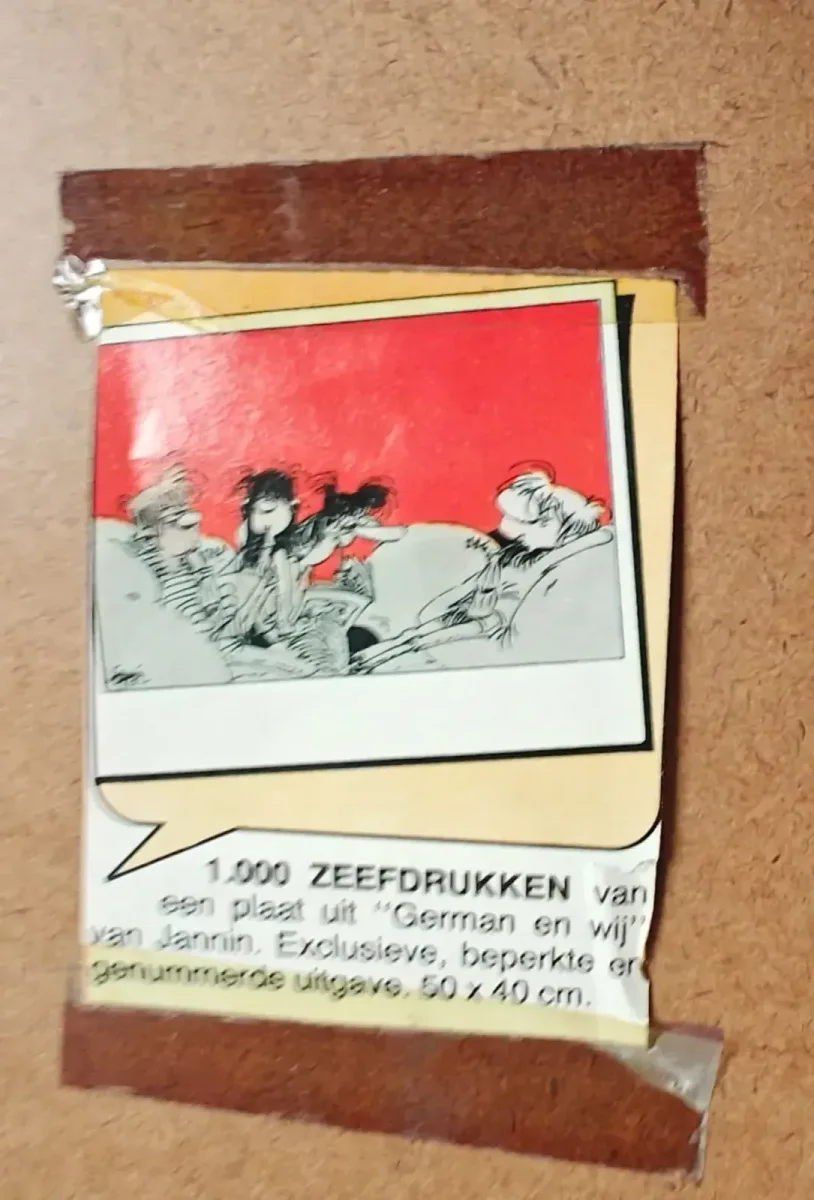 1.000 ZEEFDRUKKEN van
een plaat uit "German en wij"
van Jannin. Exclusieve, beperkte en
genummerde uitgave. 50 x 40 cm.